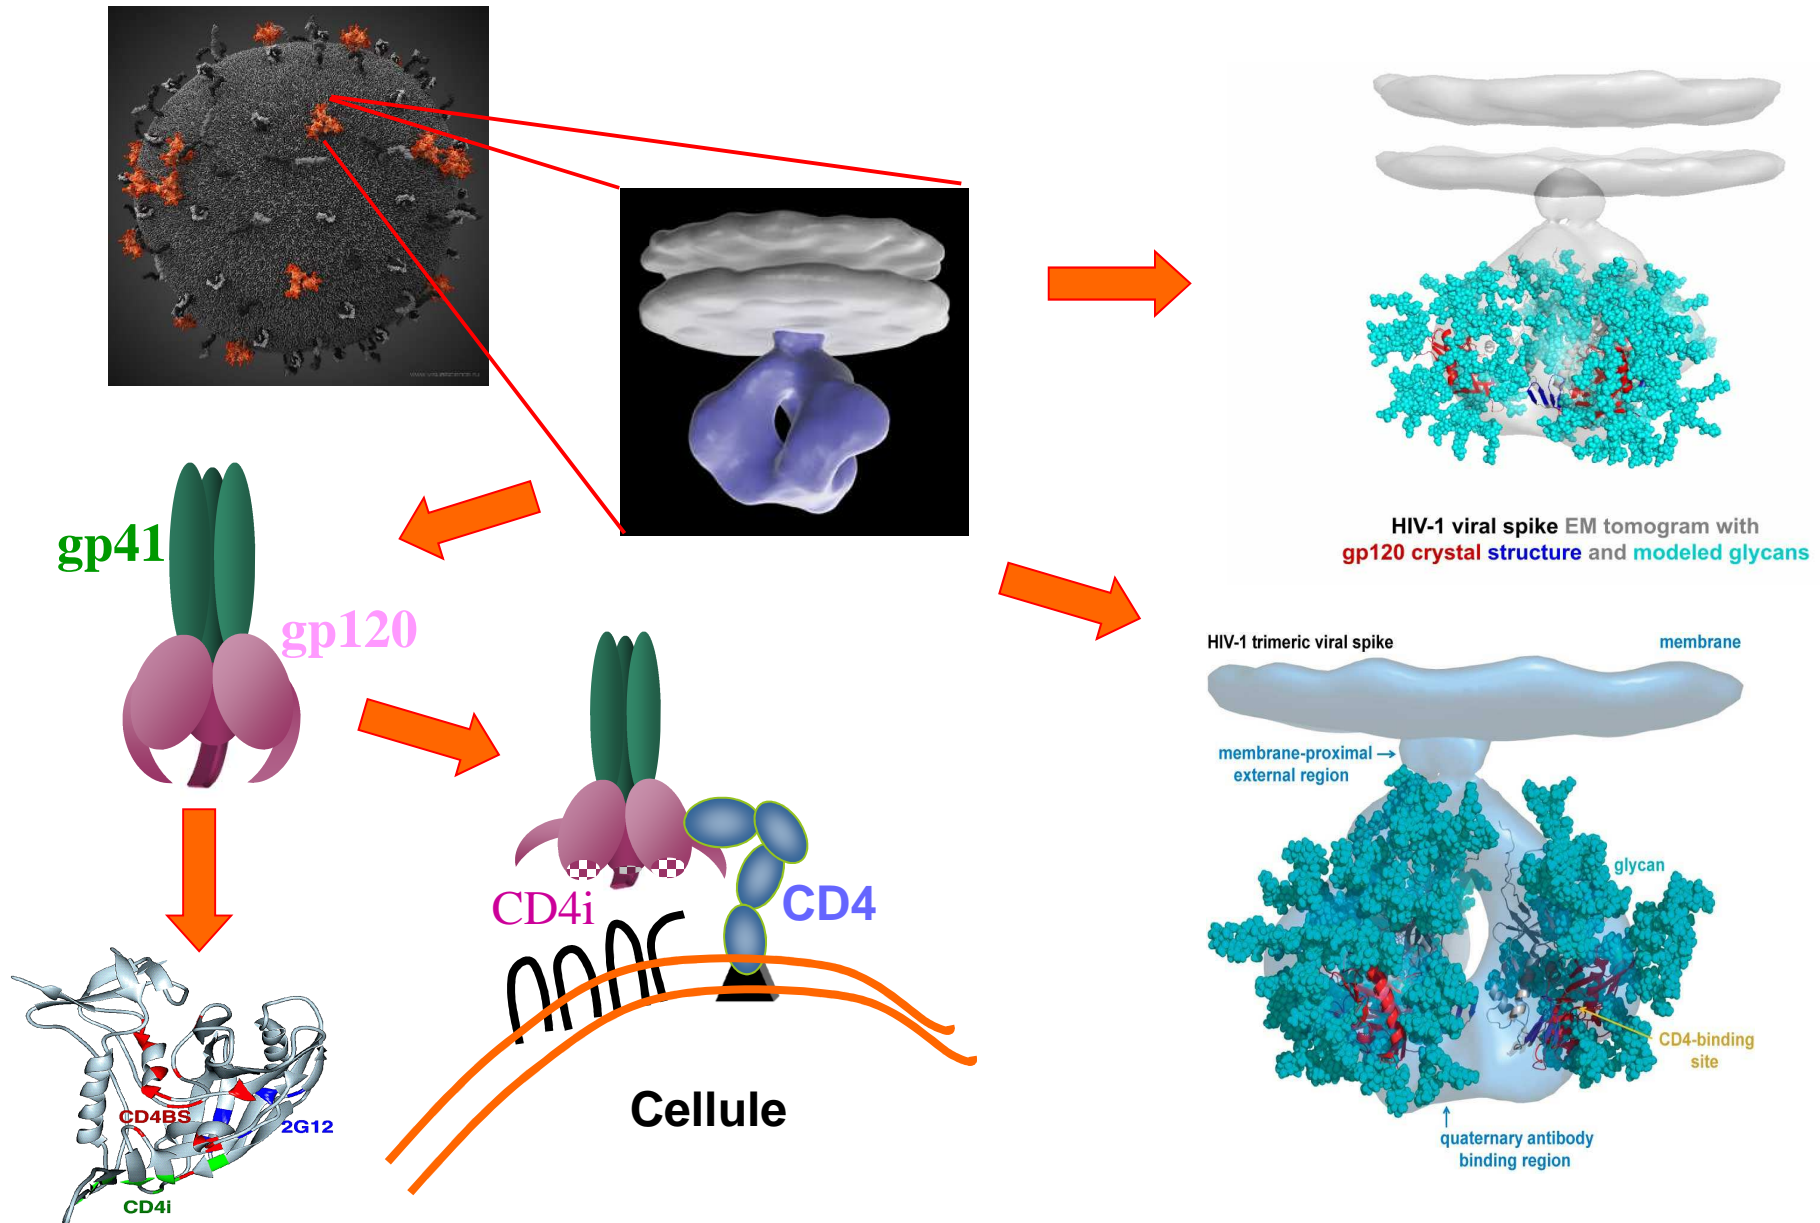 HIV-1 viral spike EM tomogram with
gp120 crystal structure and modeled glycans
gp41
gp120
HIV-1 trimeric viral spike
membrane
membrane-proximal
external region
glycan
CD4i
CD4
CD4-binding
site
Cellule
CD4BS
2G12
CD4i
quaternary antibody
binding region